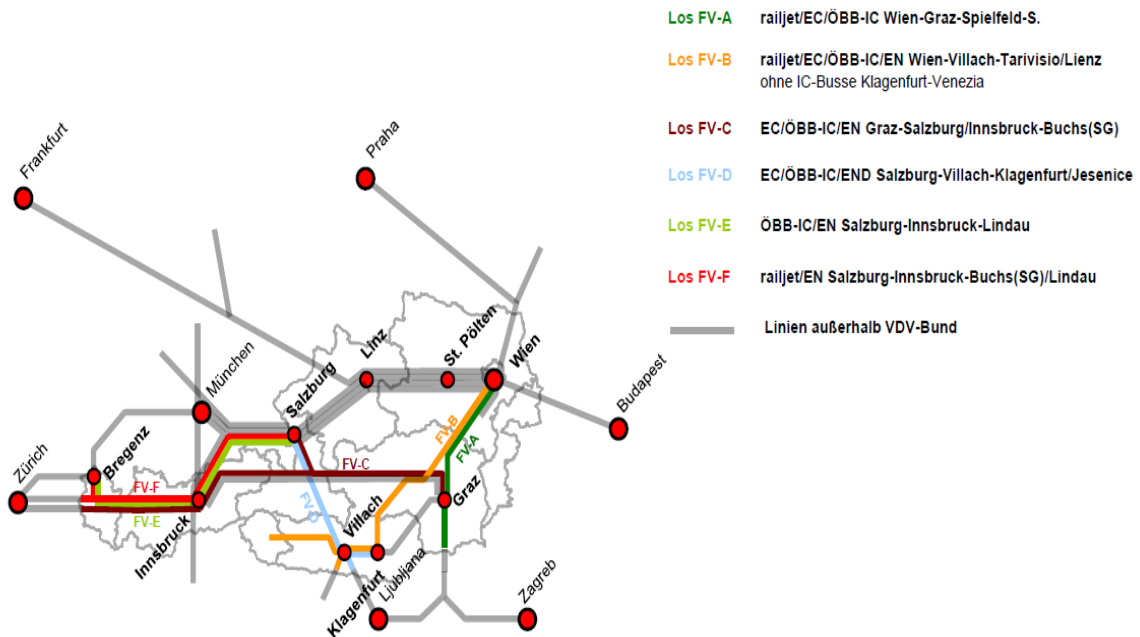 Los FV-A railjet/EC/ÖBB-IC Wien-Graz-Spielfeld-S.
Los FV-B railjet/EC/ÖBB-IC/EN Wien-Villach-Tarivisio/Lienz
ohne IC-Busse Klagenfurt-Venezia
Los FV-C EC/ÖBB-IC/EN Graz-Salzburg/Innsbruck-Buchs(SG)
Los FV-D EC/ÖBB-IC/END Salzburg-Villach-Klagenfurt/Jesenice
Los FV-E ÖBB-IC/EN Salzburg-Innsbruck-Lindau
Los FV-F railjet/EN Salzburg-Innsbruck-Buchs(SG)/Lindau
Linien außerhalb VDV-Bund
Frankfurt
Praha
München
Salzburg
Linz
St. Pölten
Wien
Budapest
Zürich
Bregenz
FV-B
FV-A
FV-C
FV-F
FV-E
FV-D
Innsbruck
Villach
Graz
Klagenfurt
Ljubljana
Zagreb